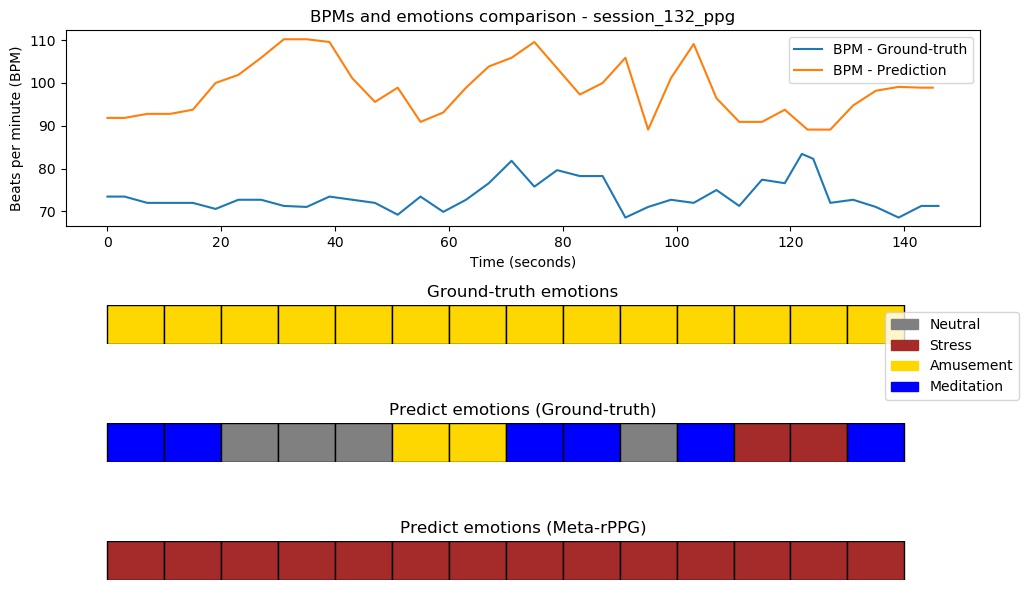 BPMs and emotions comparison - session_132_ppg
Beats per minute (BPM)
110
100
90
80
70
BPM - Ground-truth
BPM - Prediction
0 20 40 60 80 100 120 140
Time (seconds)
Ground-truth emotions
Neutral
Stress
Amusement
Meditation
Predict emotions (Ground-truth)
Predict emotions (Meta-rPPG)